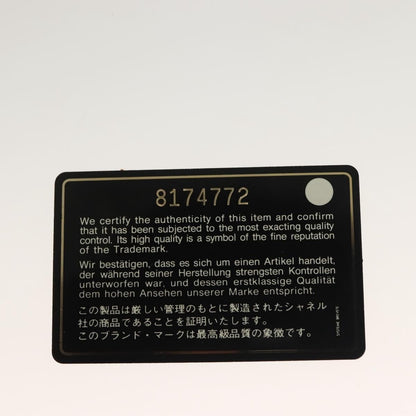 8174772
We certify the authenticity of this item and confirm
that it has been subjected to the most exacting quality
control. Its high quality is a symbol of the fine reputation
of the Trademark.
Wir bestätigen, dass es sich um einen Artikel handelt,
der während seiner Herstellung strengsten Kontrollen
unterworfen war, und dessen erstklassige Qualität
dem hohen Ansehen unserer Marke entspricht.
この製品は厳しい管理のもとに製造されたシャネル
社の商品であることを証明いたします。
このブランド・マークは最高級品質の象徴です。